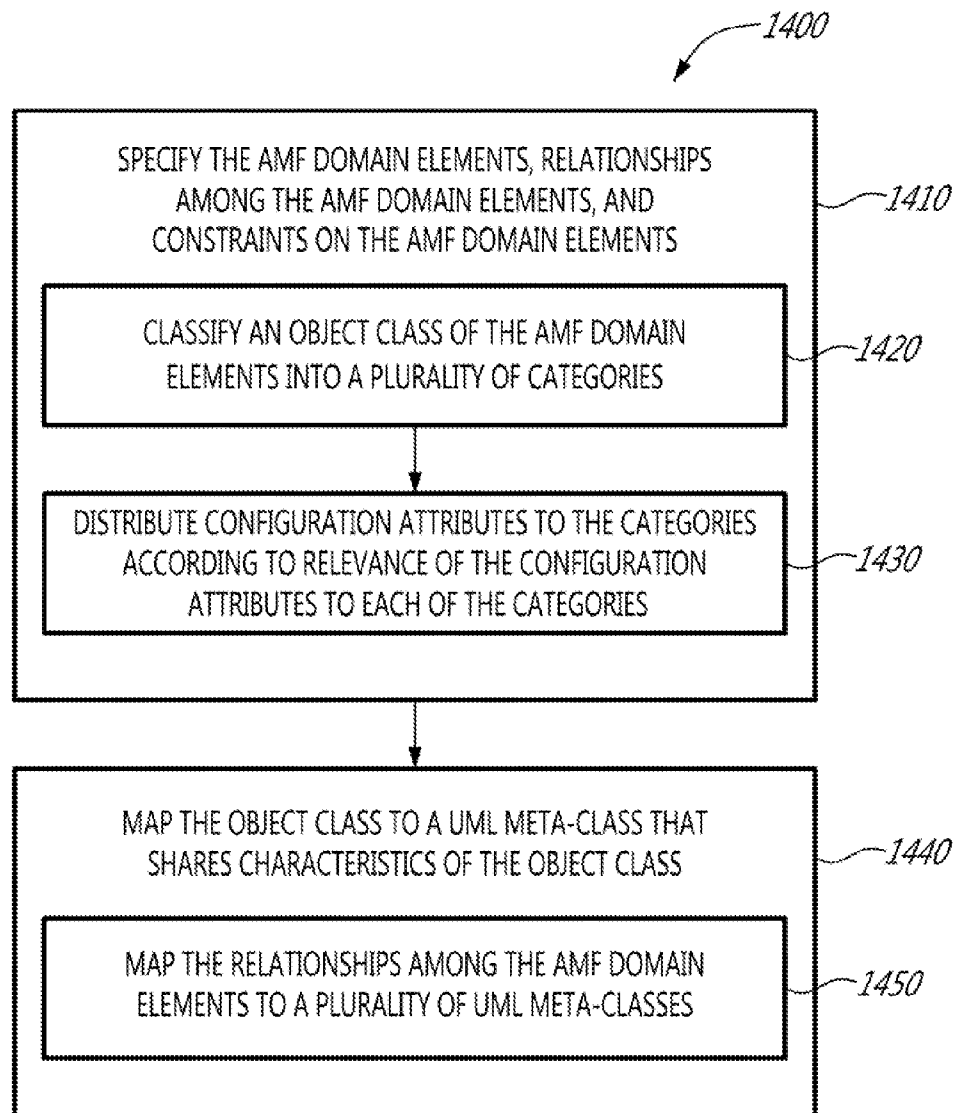 1400
SPECIFY THE AMF DOMAIN ELEMENTS, RELATIONSHIPS
AMONG THE AMF DOMAIN ELEMENTS, AND
CONSTRAINTS ON THE AMF DOMAIN ELEMENTS
1410
CLASSIFY AN OBJECT CLASS OF THE AMF DOMAIN
ELEMENTS INTO A PLURALITY OF CATEGORIES
1420
DISTRIBUTE CONFIGURATION ATTRIBUTES TO THE CATEGORIES
ACCORDING TO RELEVANCE OF THE CONFIGURATION
ATTRIBUTES TO EACH OF THE CATEGORIES
1430
MAP THE OBJECT CLASS TO A UML META-CLASS THAT
SHARES CHARACTERISTICS OF THE OBJECT CLASS
1440
MAP THE RELATIONSHIPS AMONG THE AMF DOMAIN
ELEMENTS TO A PLURALITY OF UML META-CLASSES
1450